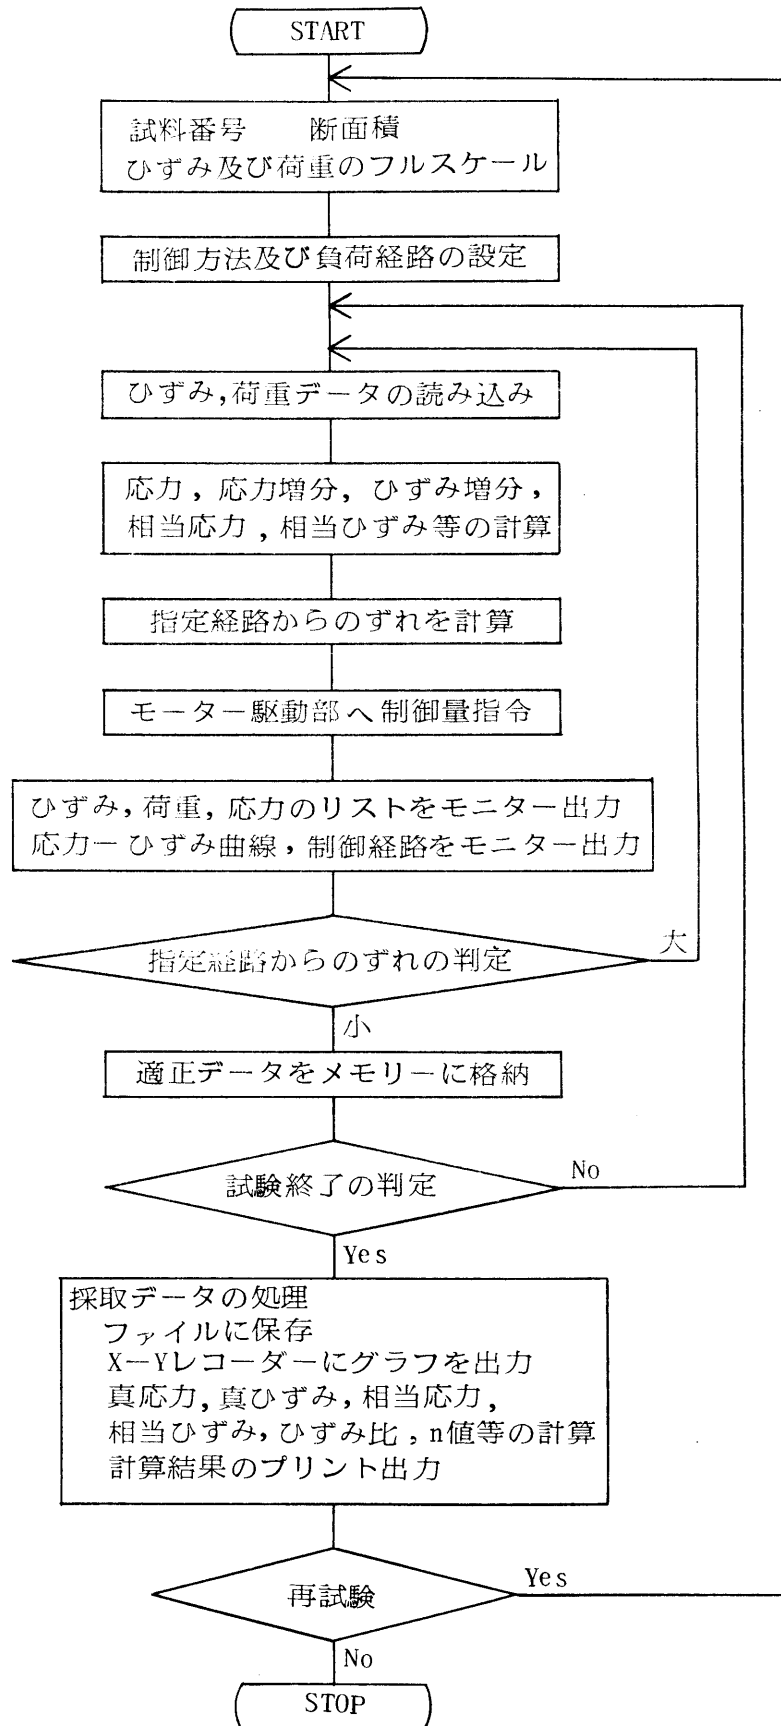 START
試料番号　断面積
ひずみ及び荷重のフルスケール
制御方法及び負荷経路の設定
ひずみ,荷重データの読み込み
応力,応力増分,ひずみ増分,
相当応力,相当ひずみ等の計算
指定経路からのずれを計算
モーター駆動部へ制御量指令
ひずみ,荷重,応力のリストをモニター出力
応力－ひずみ曲線,制御経路をモニター出力
指定経路からのずれの判定
大
小
適正データをメモリーに格納
試験終了の判定
No
Yes
採取データの処理
ファイルに保存
X－Yレコーダーにグラフを出力
真応力,真ひずみ,相当応力,
相当ひずみ,ひずみ比,n値等の計算
計算結果のプリント出力
再試験
Yes
No
STOP